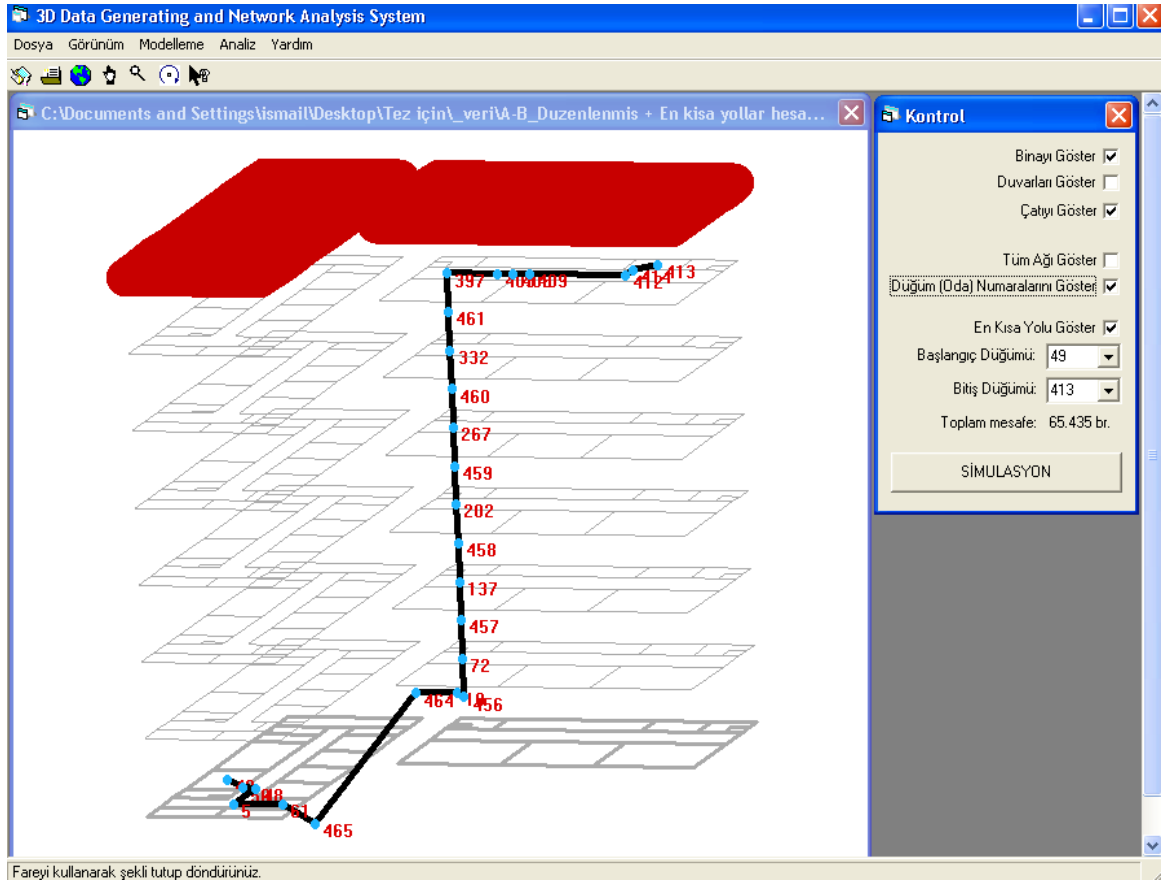 3D Data Generating and Network Analysis System
Dosya Görünüm Modelleme Analiz Yardım
C:\Documents and Settings\ismail\Desktop\Tez için\_veri\A-B_Duzenlenmis + En kisa yollar hesa...
Kontrol
Binayı Göster
Duvarları Göster
Çatıyı Göster
Tüm Ağı Göster
Düğüm (Oda) Numaralarını Göster
En Kısa Yolu Göster
Başlangıç Düğümü: 49
Bitiş Düğümü: 413
Toplam mesafe: 65.435 br.
SİMULASYON
413
397
412
461
332
460
267
459
202
458
137
457
72
464
456
5
61
465
Fareyi kullanarak şekli tutup döndürünüz.